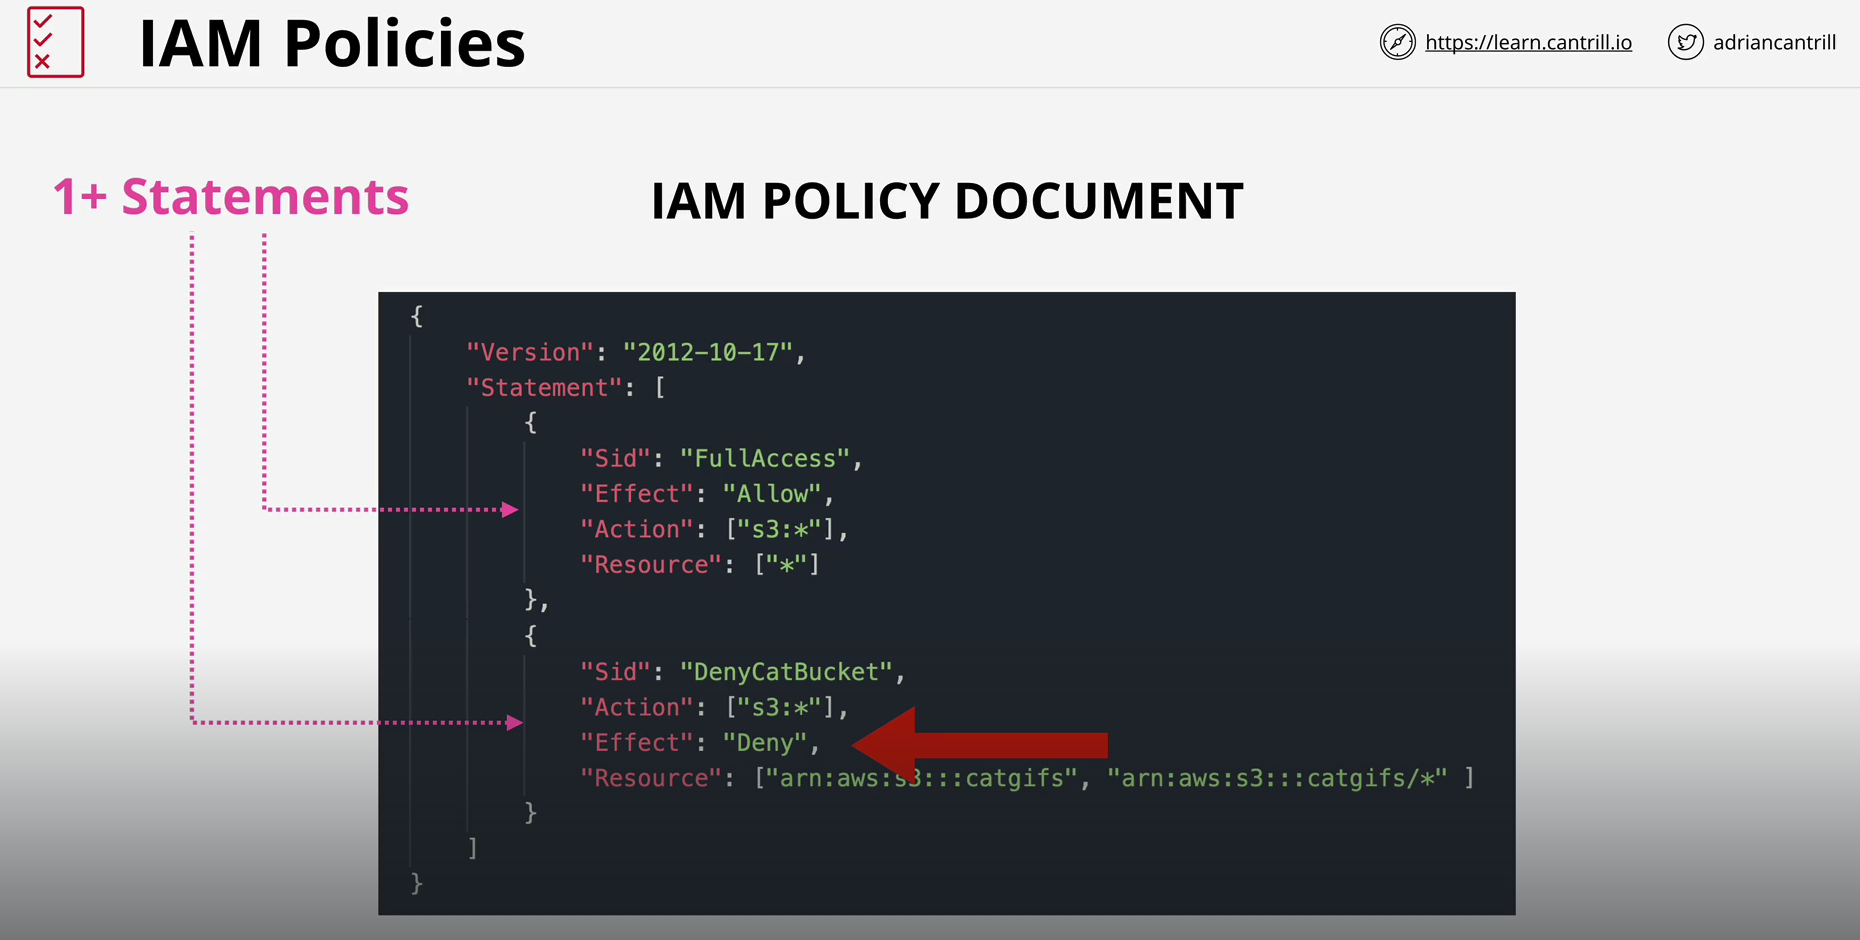 IAM Policies
https://learn.cantrill.io
adriancantrill
1+ Statements
IAM POLICY DOCUMENT
{
    "Version": "2012-10-17",
    "Statement": [
        {
            "Sid": "FullAccess",
            "Effect": "Allow",
            "Action": ["s3:*"],
            "Resource": ["*"]
        },
        {
            "Sid": "DenyCatBucket",
            "Action": ["s3:*"],
            "Effect": "Deny",
            "Resource": ["arn:aws:s3:::catgifs", "arn:aws:s3:::catgifs/*" ]
        }
    ]
}